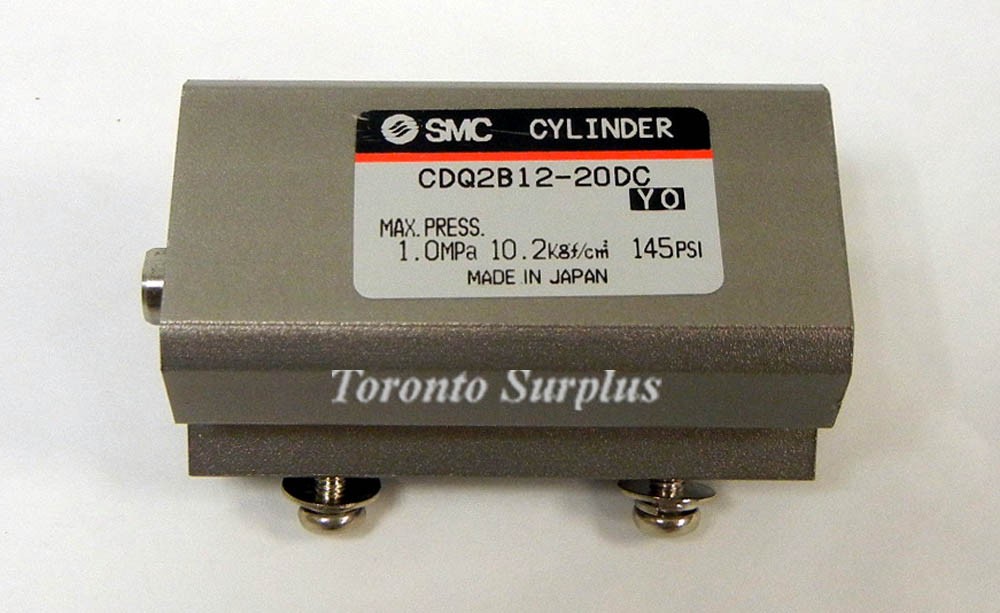 SMC CYLINDER
CDQ2B12-20DC
YO
MAX. PRESS.
1.0MPa 10.2kgf/cm² 145PSI
MADE IN JAPAN
Toronto Surplus